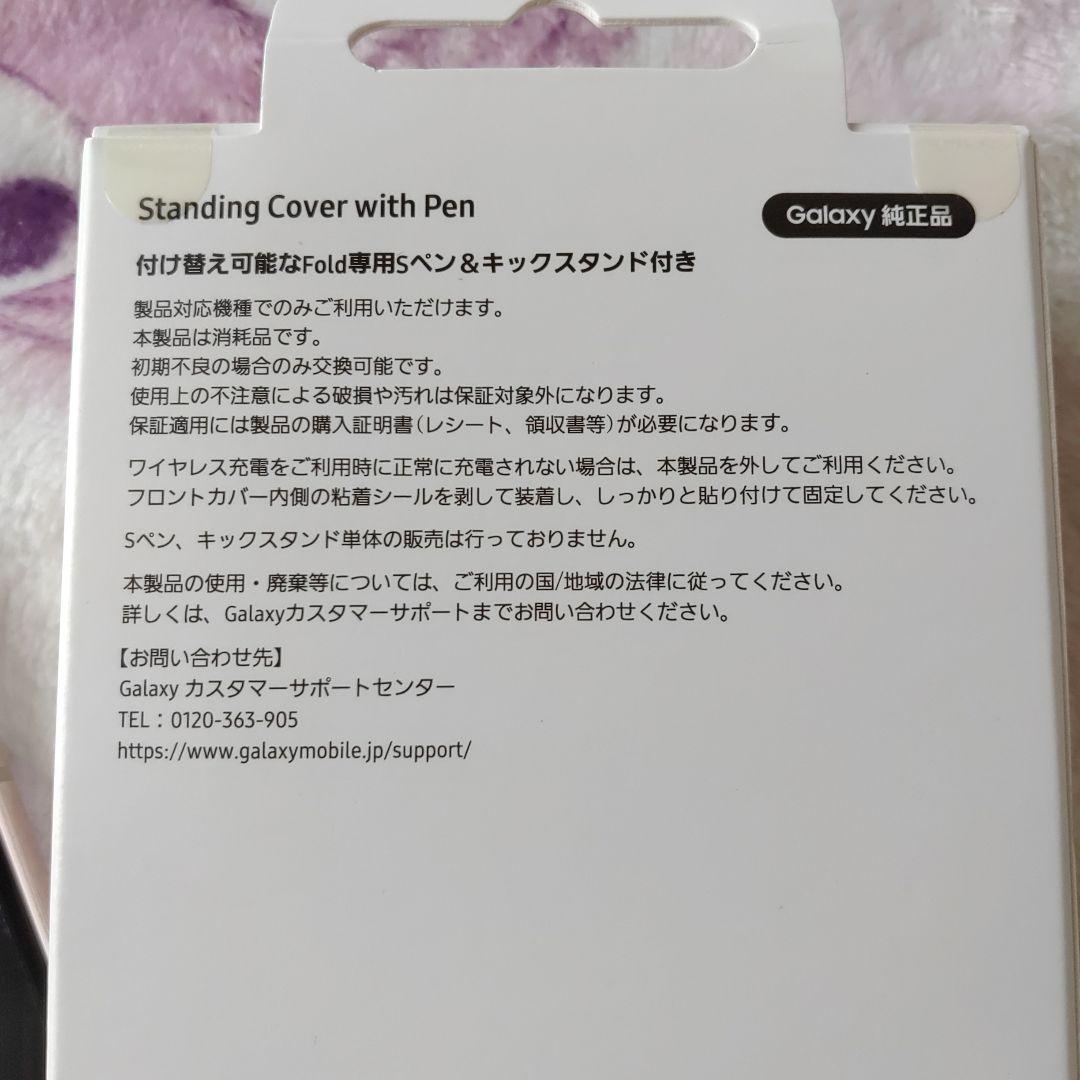 Standing Cover with Pen
Galaxy 純正品
付け替え可能なFold専用Sペン＆キックスタンド付き
製品対応機種でのみご利用いただけます。
本製品は消耗品です。
初期不良の場合のみ交換可能です。
使用上の不注意による破損や汚れは保証対象外になります。
保証適用には製品の購入証明書(レシート、領収書等)が必要になります。
ワイヤレス充電をご利用時に正常に充電されない場合は、本製品を外してご利用ください。
フロントカバー内側の粘着シールを剥して装着し、しっかりと貼り付けて固定してください。
Sペン、キックスタンド単体の販売は行っておりません。
本製品の使用・廃棄等については、ご利用の国/地域の法律に従ってください。
詳しくは、Galaxyカスタマーサポートまでお問い合わせください。
【お問い合わせ先】
Galaxy カスタマーサポートセンター
TEL：0120-363-905
https://www.galaxymobile.jp/support/